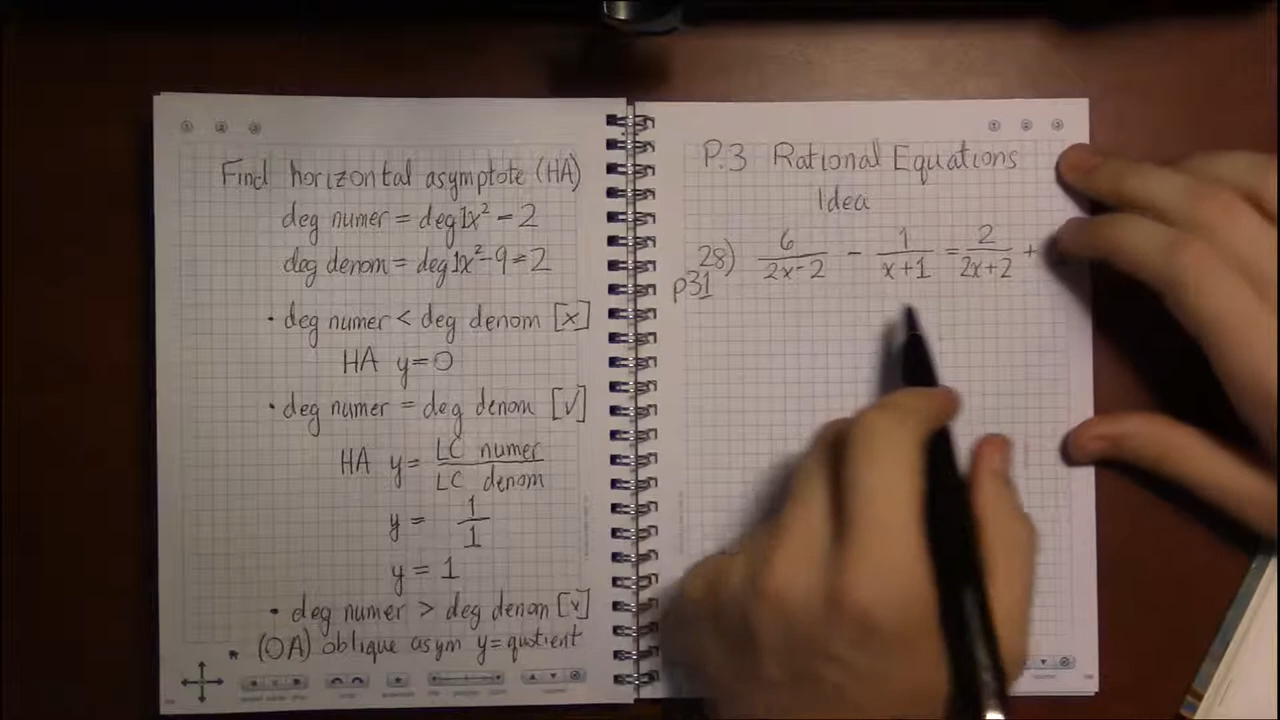 Find horizontal asymptote (HA)
deg numer = deg 1x² = 2
deg denom = deg 1x²-9 = 2
• deg numer < deg denom [x]
HA y=0
• deg numer = deg denom [√]
HA y = LC numer
LC denom
y = 1
1
y = 1
• deg numer > deg denom [x]
* (OA) oblique asym y=quotient
P.3 Rational Equations
Idea
28) 6/(2x-2) - 1/(x+1) = 2/(2x+2) +
p31